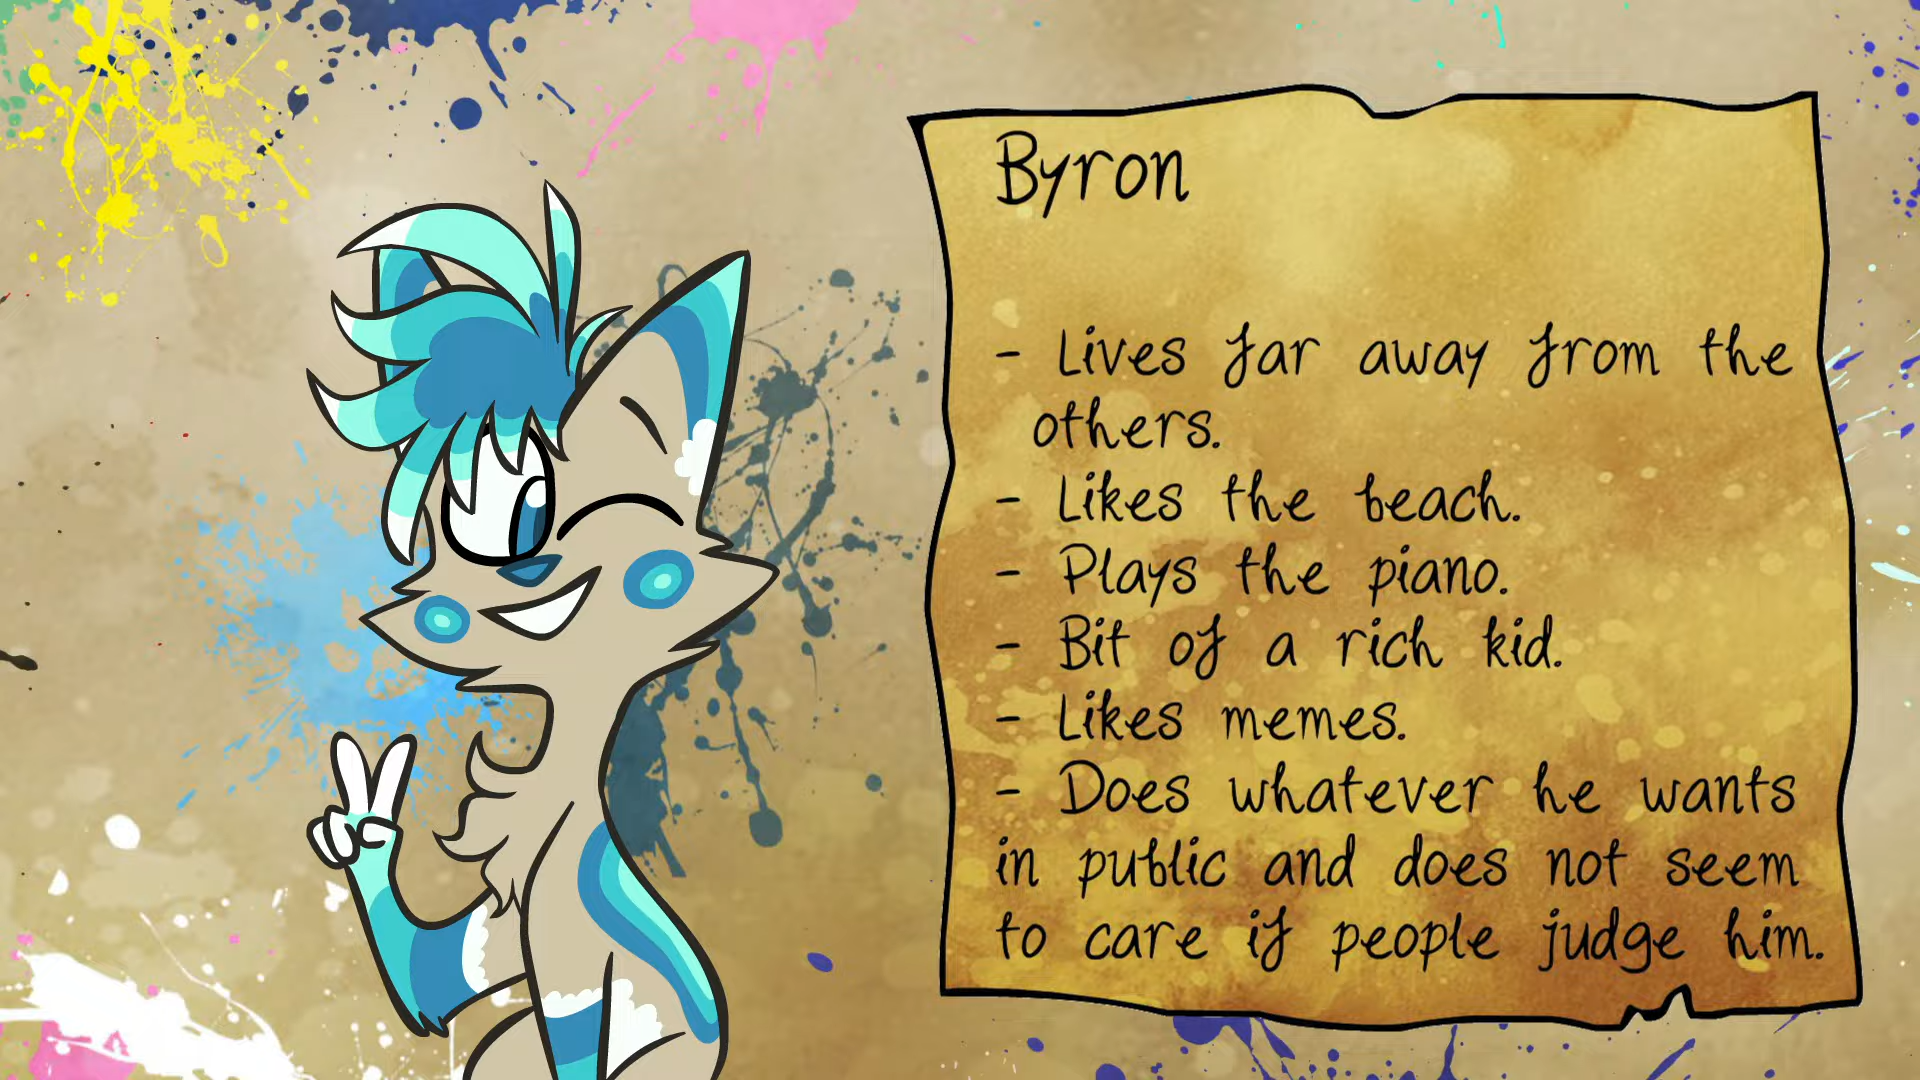 Byron
- Lives far away from the
others.
- Likes the beach.
- Plays the piano.
- Bit of a rich kid.
- Likes memes.
- Does whatever he wants
in public and does not seem
to care if people judge him.